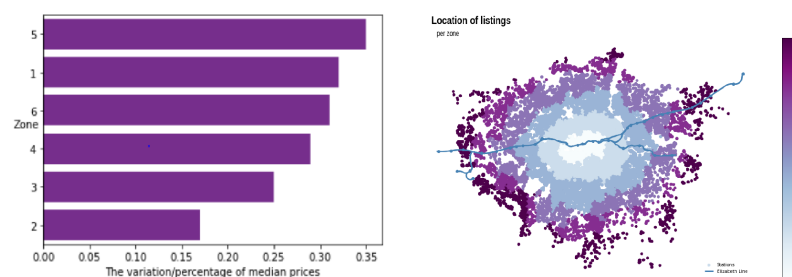 5
1
6
Zone
4
3
2
0.00 0.05 0.10 0.15 0.20 0.25 0.30 0.35
The variation/percentage of median prices
Location of listings
per zone
Stations
Elizabeth Line